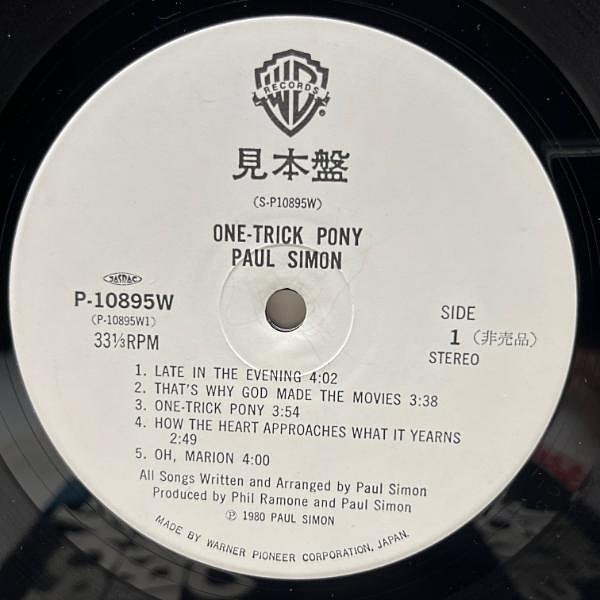 RECORDS
W
®
見本盤
(S-P10895W)
ONE-TRICK PONY
PAUL SIMON
JASRAC
P-10895W
(P-10895W1)
33⅓RPM
SIDE
1 (非売品)
STEREO
1. LATE IN THE EVENING 4:02
2. THAT'S WHY GOD MADE THE MOVIES 3:38
3. ONE-TRICK PONY 3:54
4. HOW THE HEART APPROACHES WHAT IT YEARNS
2:49
5. OH, MARION 4:00
All Songs Written and Arranged by Paul Simon
Produced by Phil Ramone and Paul Simon
℗ 1980 PAUL SIMON
MADE BY WARNER PIONEER CORPORATION, JAPAN.